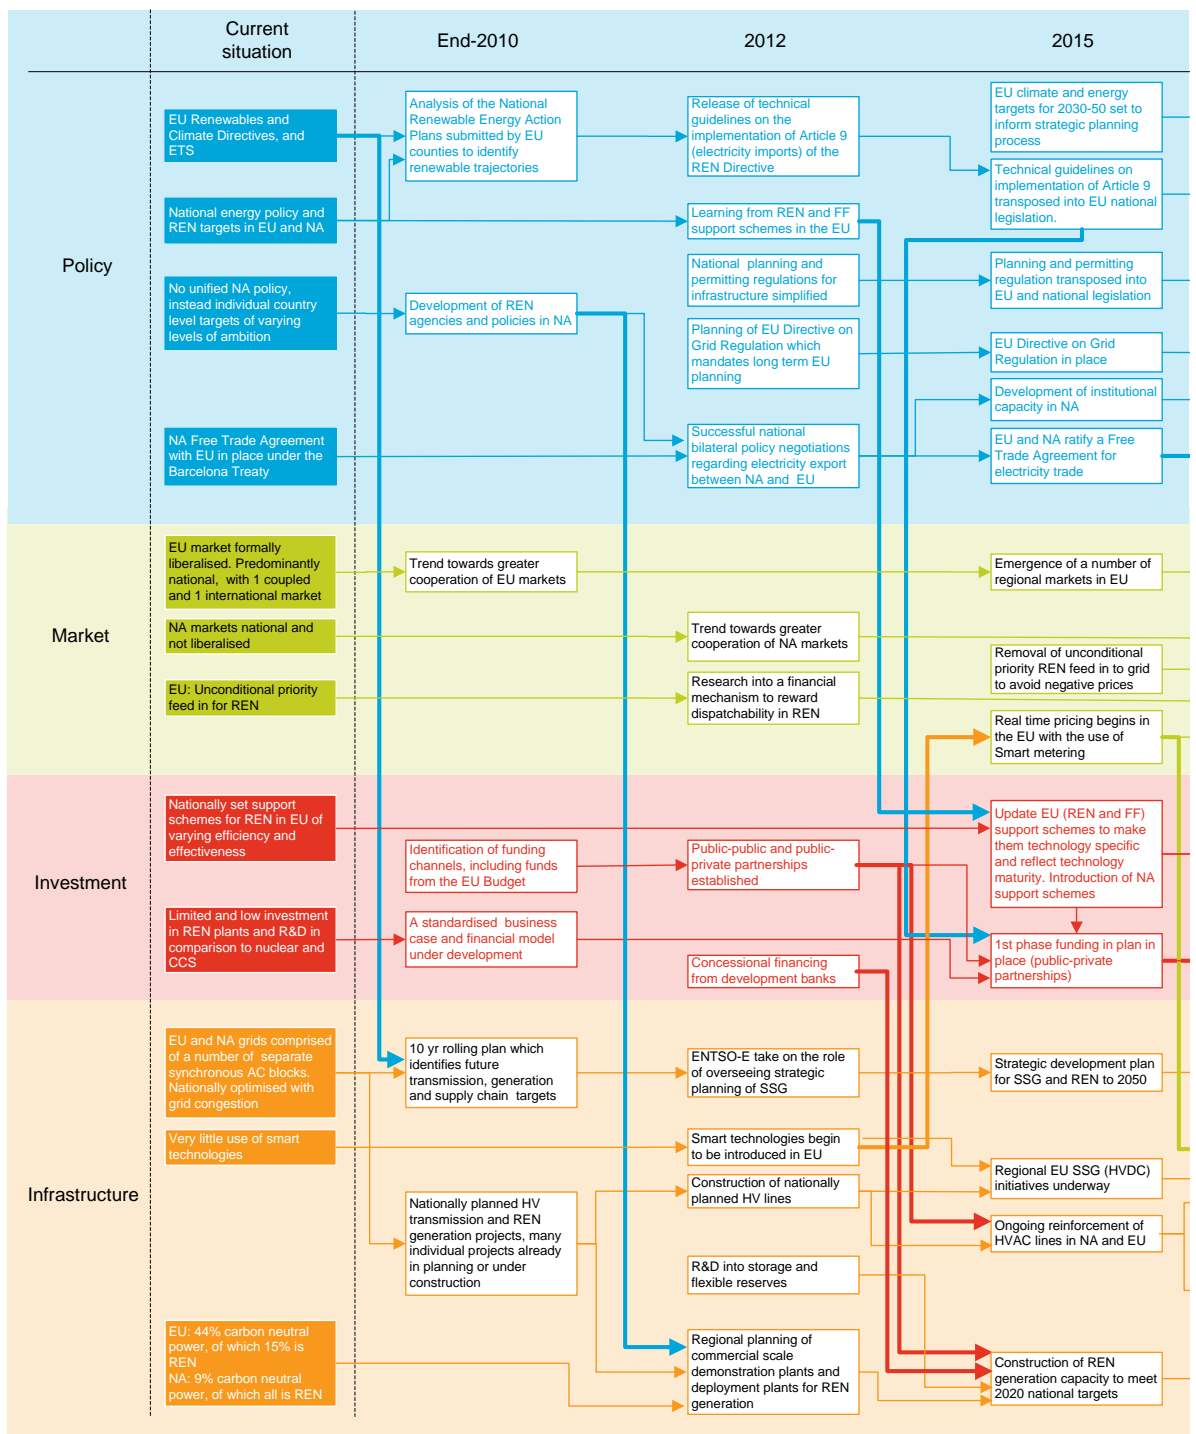 Current
situation
End-2010
2012
2015
Policy
EU Renewables and
Climate Directives, and
ETS
Analysis of the National
Renewable Energy Action
Plans submitted by EU
counties to identify
renewable trajectories
Release of technical
guidelines on the
implementation of Article 9
(electricity imports) of the
REN Directive
EU climate and energy
targets for 2030-50 set to
inform strategic planning
process
Technical guidelines on
implementation of Article 9
transposed into EU national
legislation.
National energy policy and
REN targets in EU and NA
Learning from REN and FF
support schemes in the EU
National planning and
permitting regulations for
infrastructure simplified
Planning and permitting
regulation transposed into
EU and national legislation
No unified NA policy,
instead individual country
level targets of varying
levels of ambition
Development of REN
agencies and policies in NA
Planning of EU Directive on
Grid Regulation which
mandates long term EU
planning
EU Directive on Grid
Regulation in place
Development of institutional
capacity in NA
NA Free Trade Agreement
with EU in place under the
Barcelona Treaty
Successful national
bilateral policy negotiations
regarding electricity export
between NA and EU
EU and NA ratify a Free
Trade Agreement for
electricity trade
Market
EU market formally
liberalised. Predominantly
national, with 1 coupled
and 1 international market
Trend towards greater
cooperation of EU markets
Emergence of a number of
regional markets in EU
NA markets national and
not liberalised
Trend towards greater
cooperation of NA markets
Removal of unconditional
priority REN feed in to grid
to avoid negative prices
EU: Unconditional priority
feed in for REN
Research into a financial
mechanism to reward
dispatchability in REN
Real time pricing begins in
the EU with the use of
Smart metering
Investment
Nationally set support
schemes for REN in EU of
varying efficiency and
effectiveness
Identification of funding
channels, including funds
from the EU Budget
Public-public and public-
private partnerships
established
Update EU (REN and FF)
support schemes to make
them technology specific
and reflect technology
maturity. Introduction of NA
support schemes
Limited and low investment
in REN plants and R&D in
comparison to nuclear and
CCS
A standardised business
case and financial model
under development
Concessional financing
from development banks
1st phase funding in plan in
place (public-private
partnerships)
Infrastructure
EU and NA grids comprised
of a number of separate
synchronous AC blocks.
Nationally optimised with
grid congestion
10 yr rolling plan which
identifies future
transmission, generation
and supply chain targets
ENTSO-E take on the role
of overseeing strategic
planning of SSG
Strategic development plan
for SSG and REN to 2050
Very little use of smart
technologies
Smart technologies begin
to be introduced in EU
Regional EU SSG (HVDC)
initiatives underway
Nationally planned HV
transmission and REN
generation projects, many
individual projects already
in planning or under
construction
Construction of nationally
planned HV lines
Ongoing reinforcement of
HVAC lines in NA and EU
R&D into storage and
flexible reserves
EU: 44% carbon neutral
power, of which 15% is
REN
NA: 9% carbon neutral
power, of which all is REN
Regional planning of
commercial scale
demonstration plants and
deployment plants for REN
generation
Construction of REN
generation capacity to meet
2020 national targets